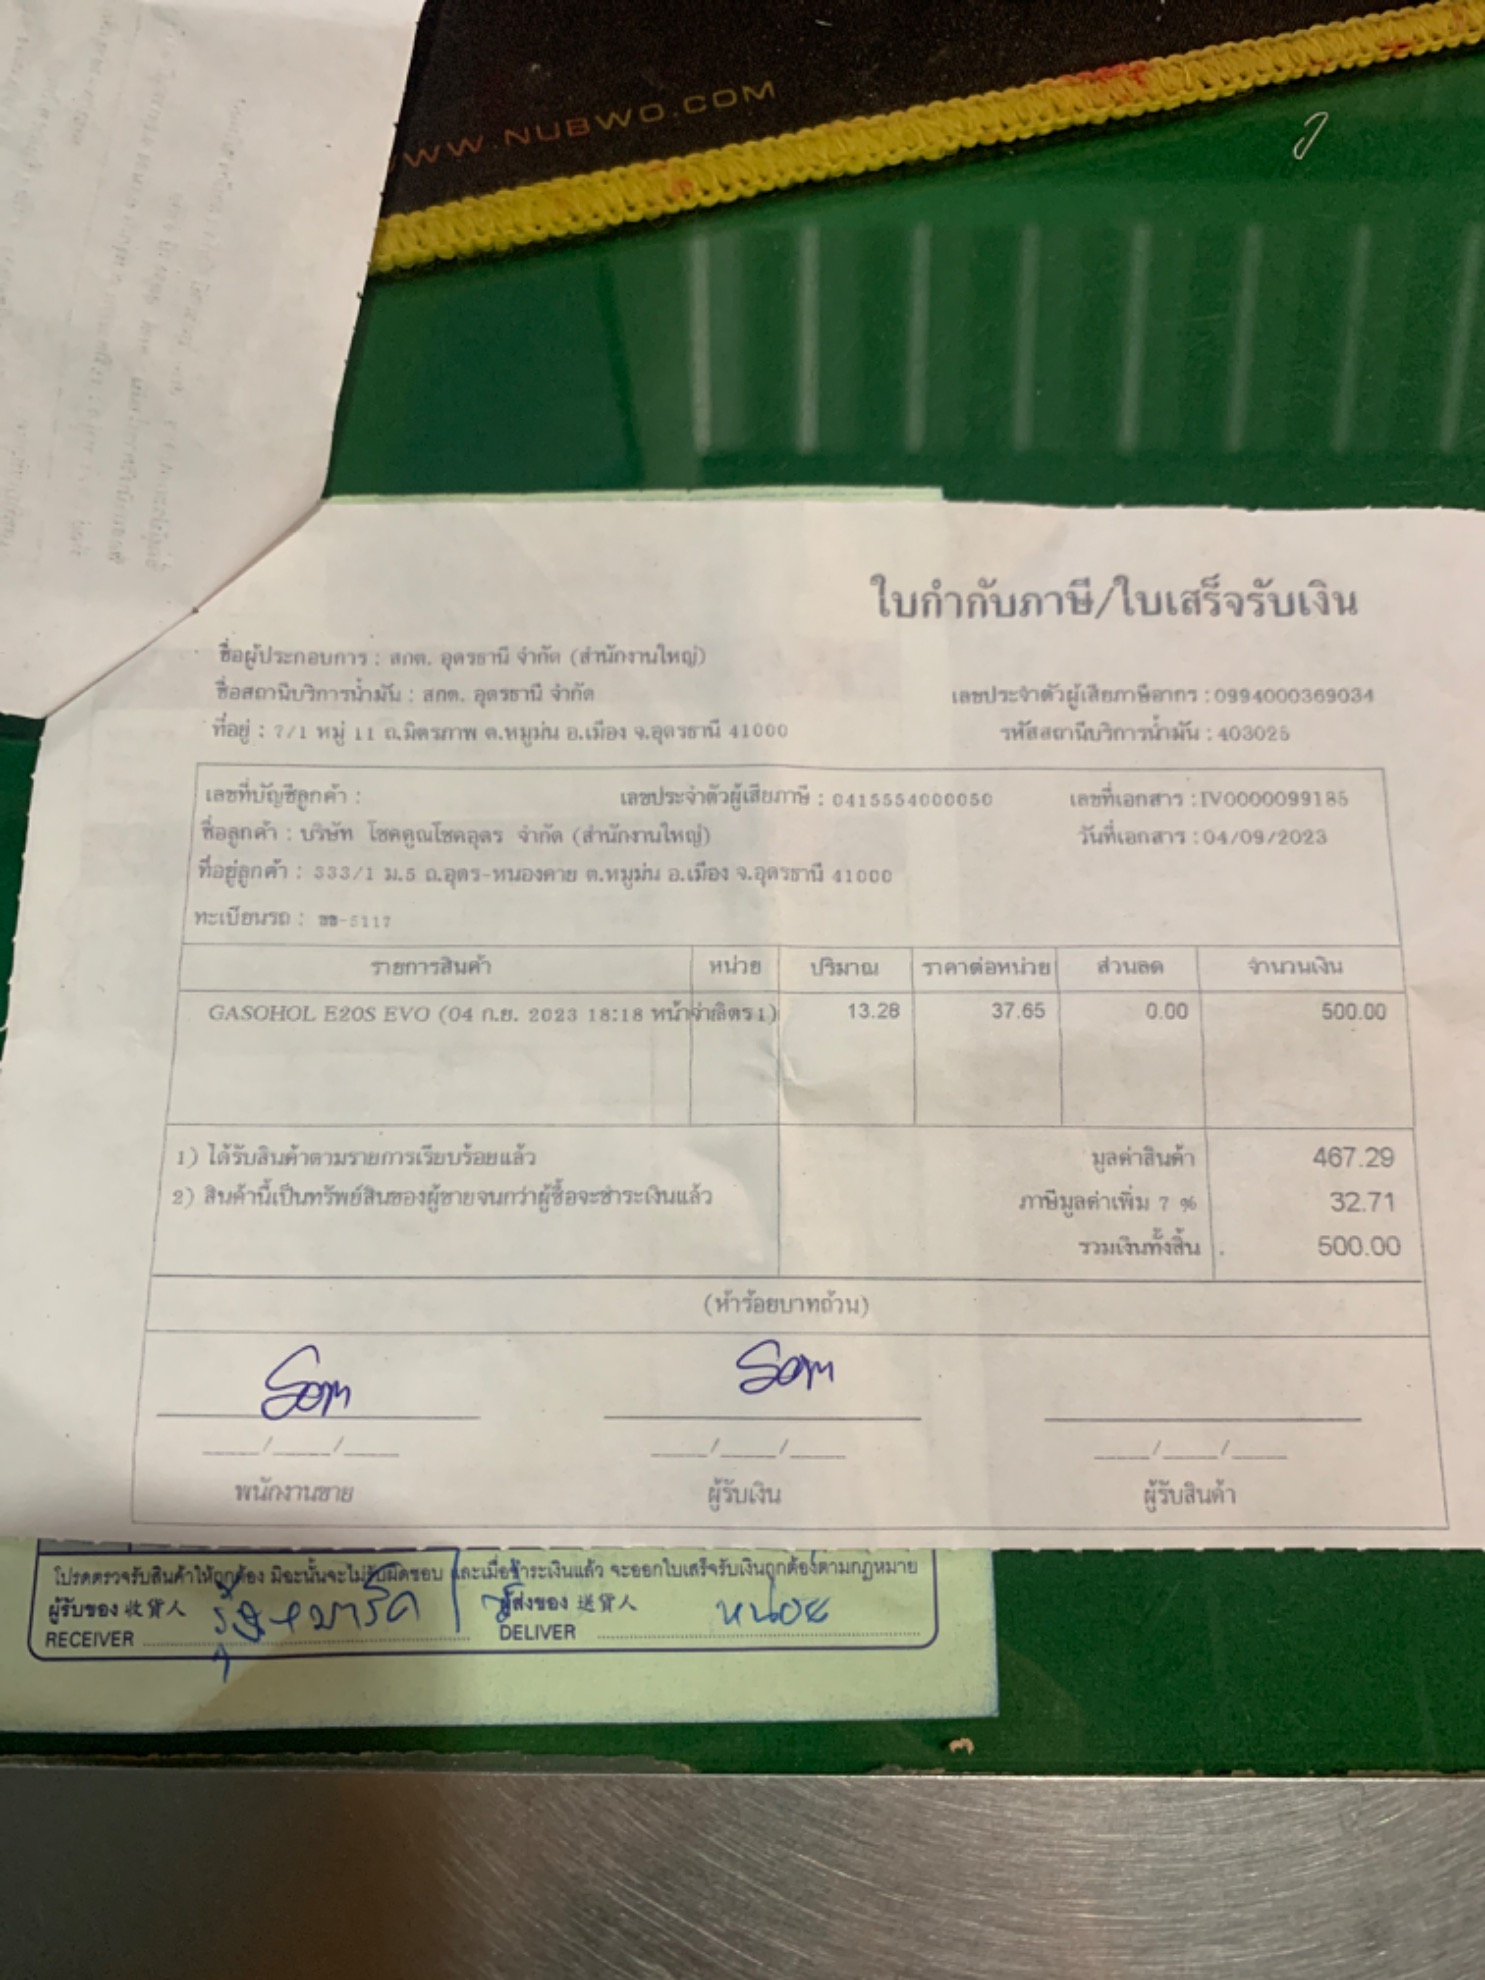 WWW.NUBWO.COM
ใบกำกับภาษี/ใบเสร็จรับเงิน
ชื่อผู้ประกอบการ : สกต. อุดรธานี จำกัด (สำนักงานใหญ่)
ชื่อสถานีบริการน้ำมัน : สกต. อุดรธานี จำกัด เลขประจำตัวผู้เสียภาษีอากร : 0994000369034
ที่อยู่ : 7/1 หมู่ 11 ถ.มิตรภาพ ต.หมูม่น อ.เมือง จ.อุดรธานี 41000 รหัสสถานีบริการน้ำมัน : 403025
เลขที่บัญชีลูกค้า : เลขประจำตัวผู้เสียภาษี : 0415554000050 เลขที่เอกสาร : IV0000099185
ชื่อลูกค้า : บริษัท โชคคูณโชคอุดร จำกัด (สำนักงานใหญ่) วันที่เอกสาร : 04/09/2023
ที่อยู่ลูกค้า : 333/1 ม.5 ถ.อุดร-หนองคาย ต.หมูม่น อ.เมือง จ.อุดรธานี 41000
ทะเบียนรถ : -5117
รายการสินค้า หน่วย ปริมาณ ราคาต่อหน่วย ส่วนลด จำนวนเงิน
GASOHOL E20S EVO (04 ก.ย. 2023 18:18 หน้าจ่าย 1) ลิตร 13.28 37.65 0.00 500.00
1) ได้รับสินค้าตามรายการเรียบร้อยแล้ว มูลค่าสินค้า 467.29
2) สินค้านี้เป็นทรัพย์สินของผู้ขายจนกว่าผู้ซื้อจะชำระเงินแล้ว ภาษีมูลค่าเพิ่ม 7 % 32.71
รวมเงินทั้งสิ้น 500.00
(ห้าร้อยบาทถ้วน)
Som Som
____/____/____ ____/____/____ ____/____/____
พนักงานขาย ผู้รับเงิน ผู้รับสินค้า
โปรดตรวจรับสินค้าให้ถูกต้อง มิฉะนั้นจะไม่รับผิดชอบ และเมื่อชำระเงินแล้ว จะออกใบเสร็จรับเงินถูกต้องตามกฎหมาย
ผู้รับของ 收貨人 ผู้ส่งของ 送貨人 หน่อย
RECEIVER DELIVER